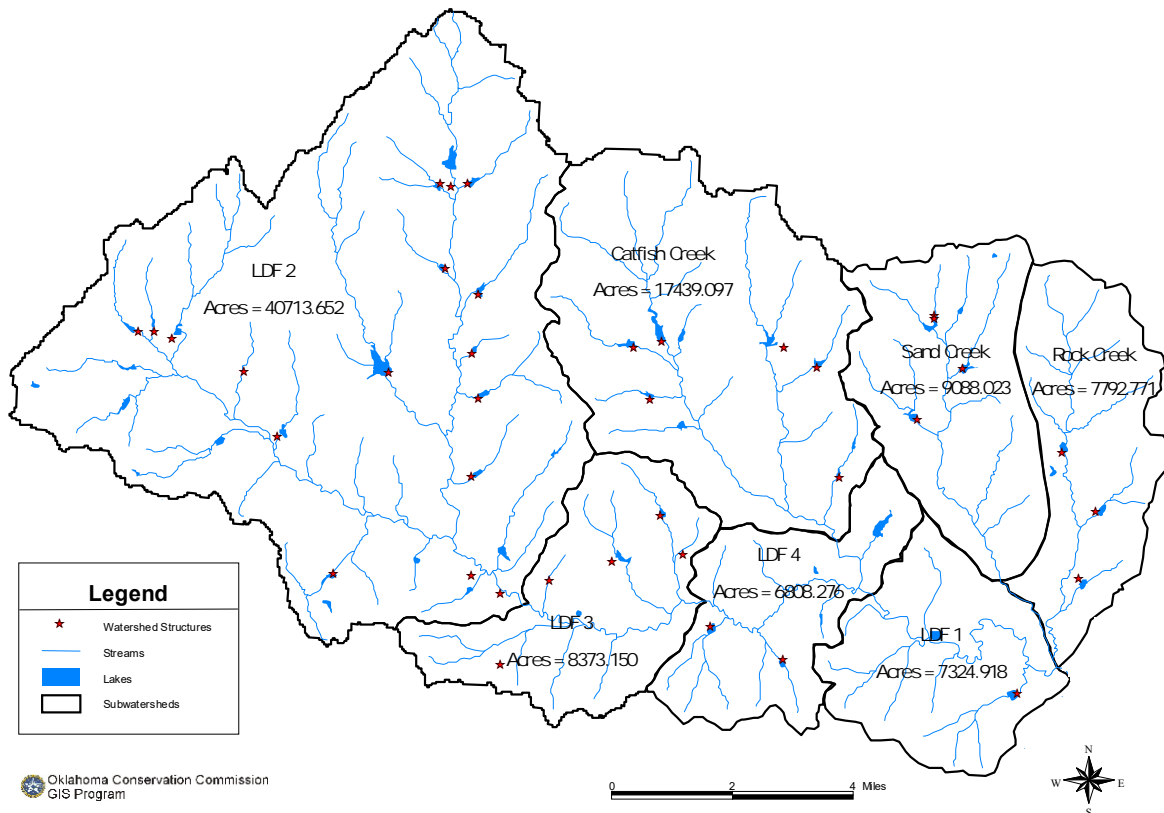 LDF 2
Acres = 40713.652
Catfish Creek
Acres = 17439.097
Sand Creek
Acres = 9088.023
Rock Creek
Acres = 7792.771
LDF 4
Acres = 6808.276
LDF 3
Acres = 8373.150
LDF 1
Acres = 7324.918
Legend
Watershed Structures
Streams
Lakes
Subwatersheds
Oklahoma Conservation Commission
GIS Program
0 2 4 Miles
N
W E
S